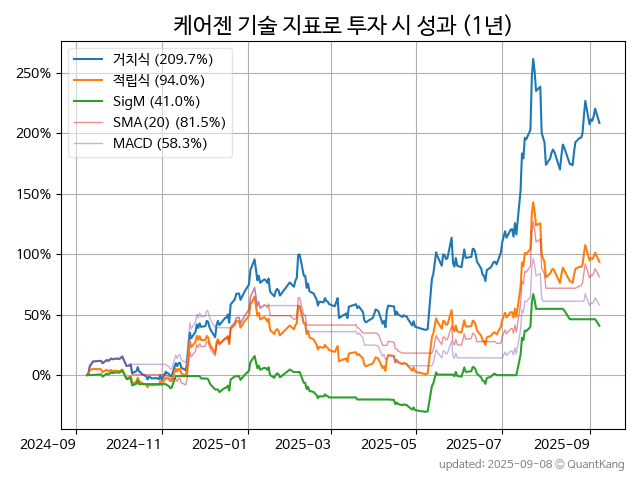 케어젠 기술 지표로 투자 시 성과 (1년)
거치식 (209.7%)
적립식 (94.0%)
SigM (41.0%)
SMA(20) (81.5%)
MACD (58.3%)
250%
200%
150%
100%
50%
0%
2024-09 2024-11 2025-01 2025-03 2025-05 2025-07 2025-09
updated: 2025-09-08 © QuantKang